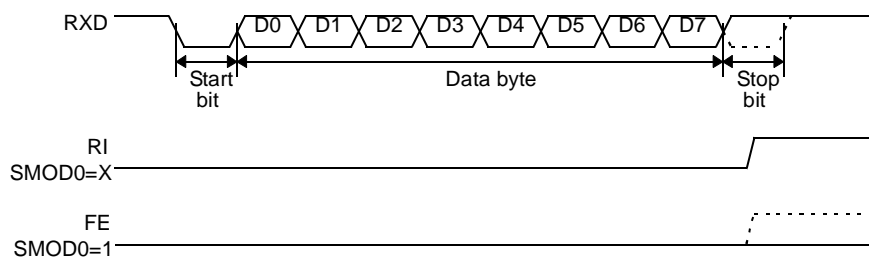 RXD D0 D1 D2 D3 D4 D5 D6 D7
Start bit
Data byte
Stop bit
RI
SMOD0=X
FE
SMOD0=1